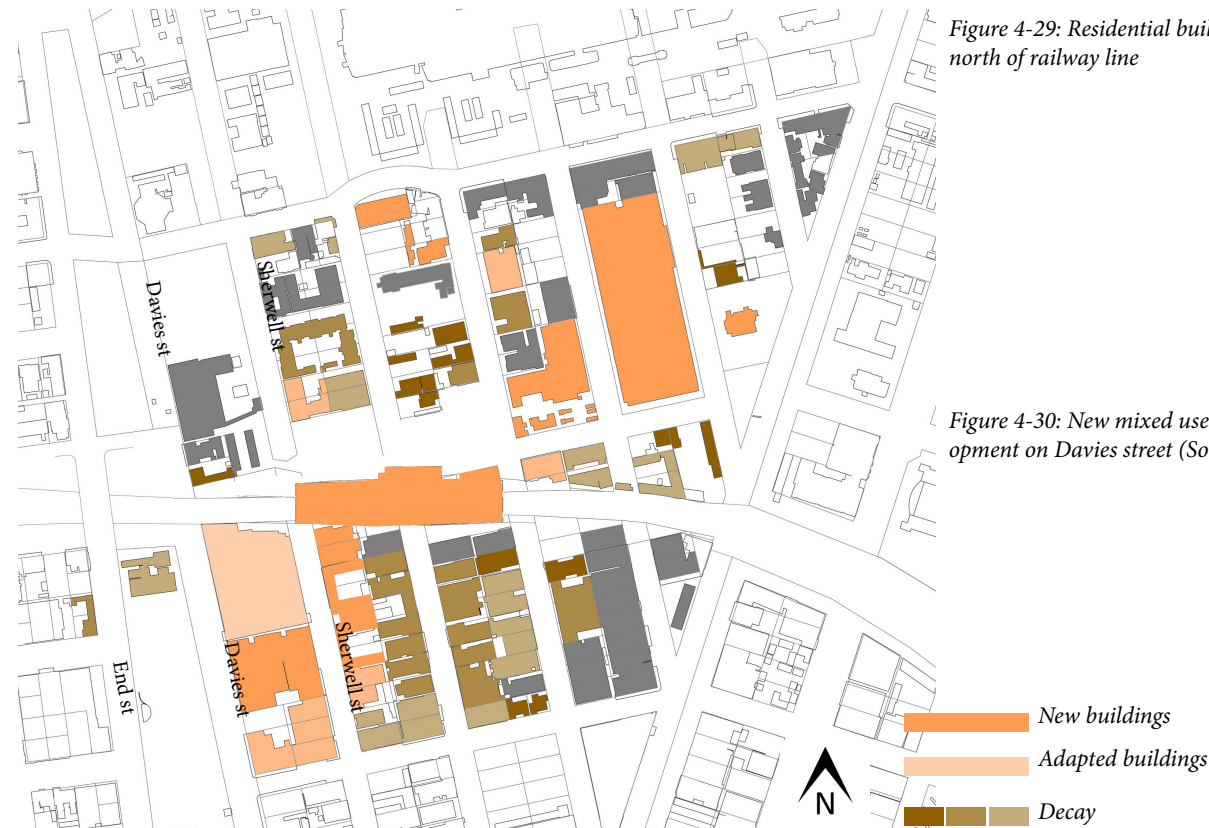 Figure 4-29: Residential buil
north of railway line
Sherwell st
Davies st
Figure 4-30: New mixed use
opment on Davies street (So
Sherwell st
Davies st
End st
New buildings
Adapted buildings
Decay
N